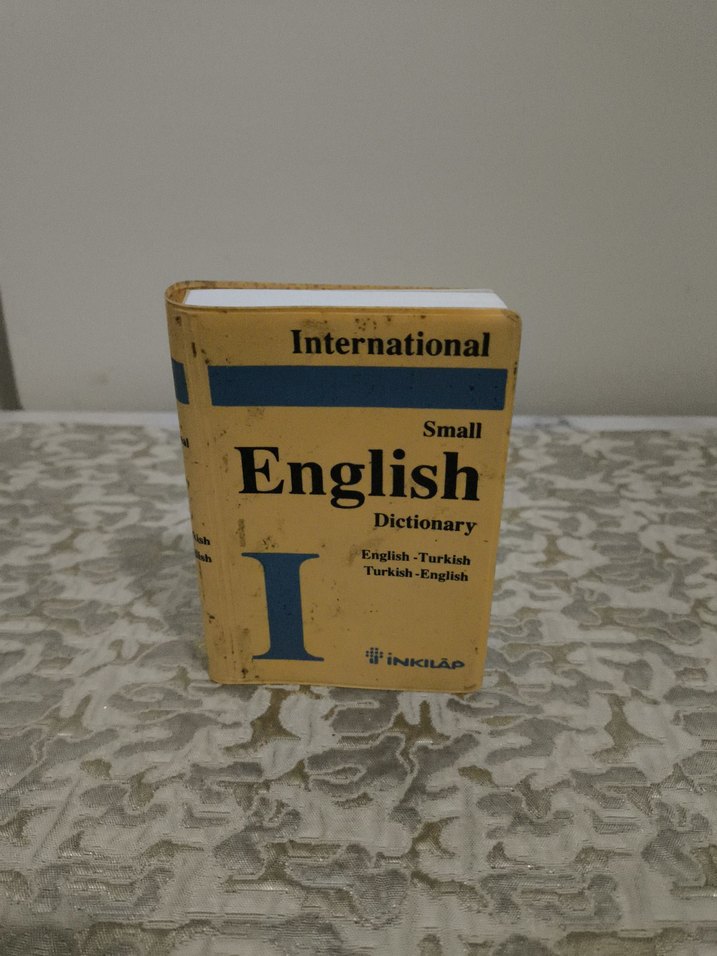 International
Small
English
Dictionary
English -Turkish
Turkish -English
I
İNKILÂP